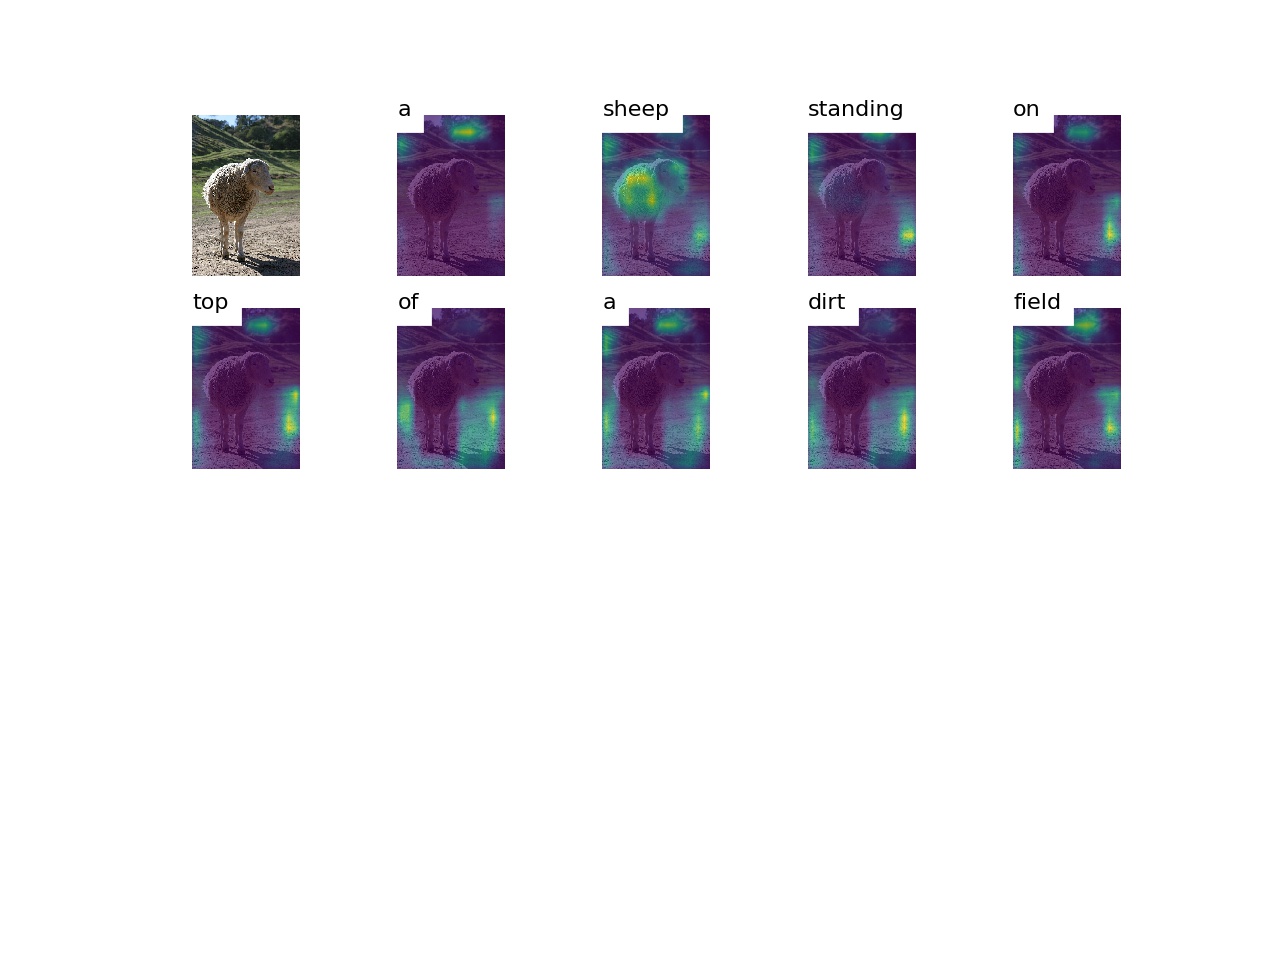 a sheep standing on
top of a dirt field